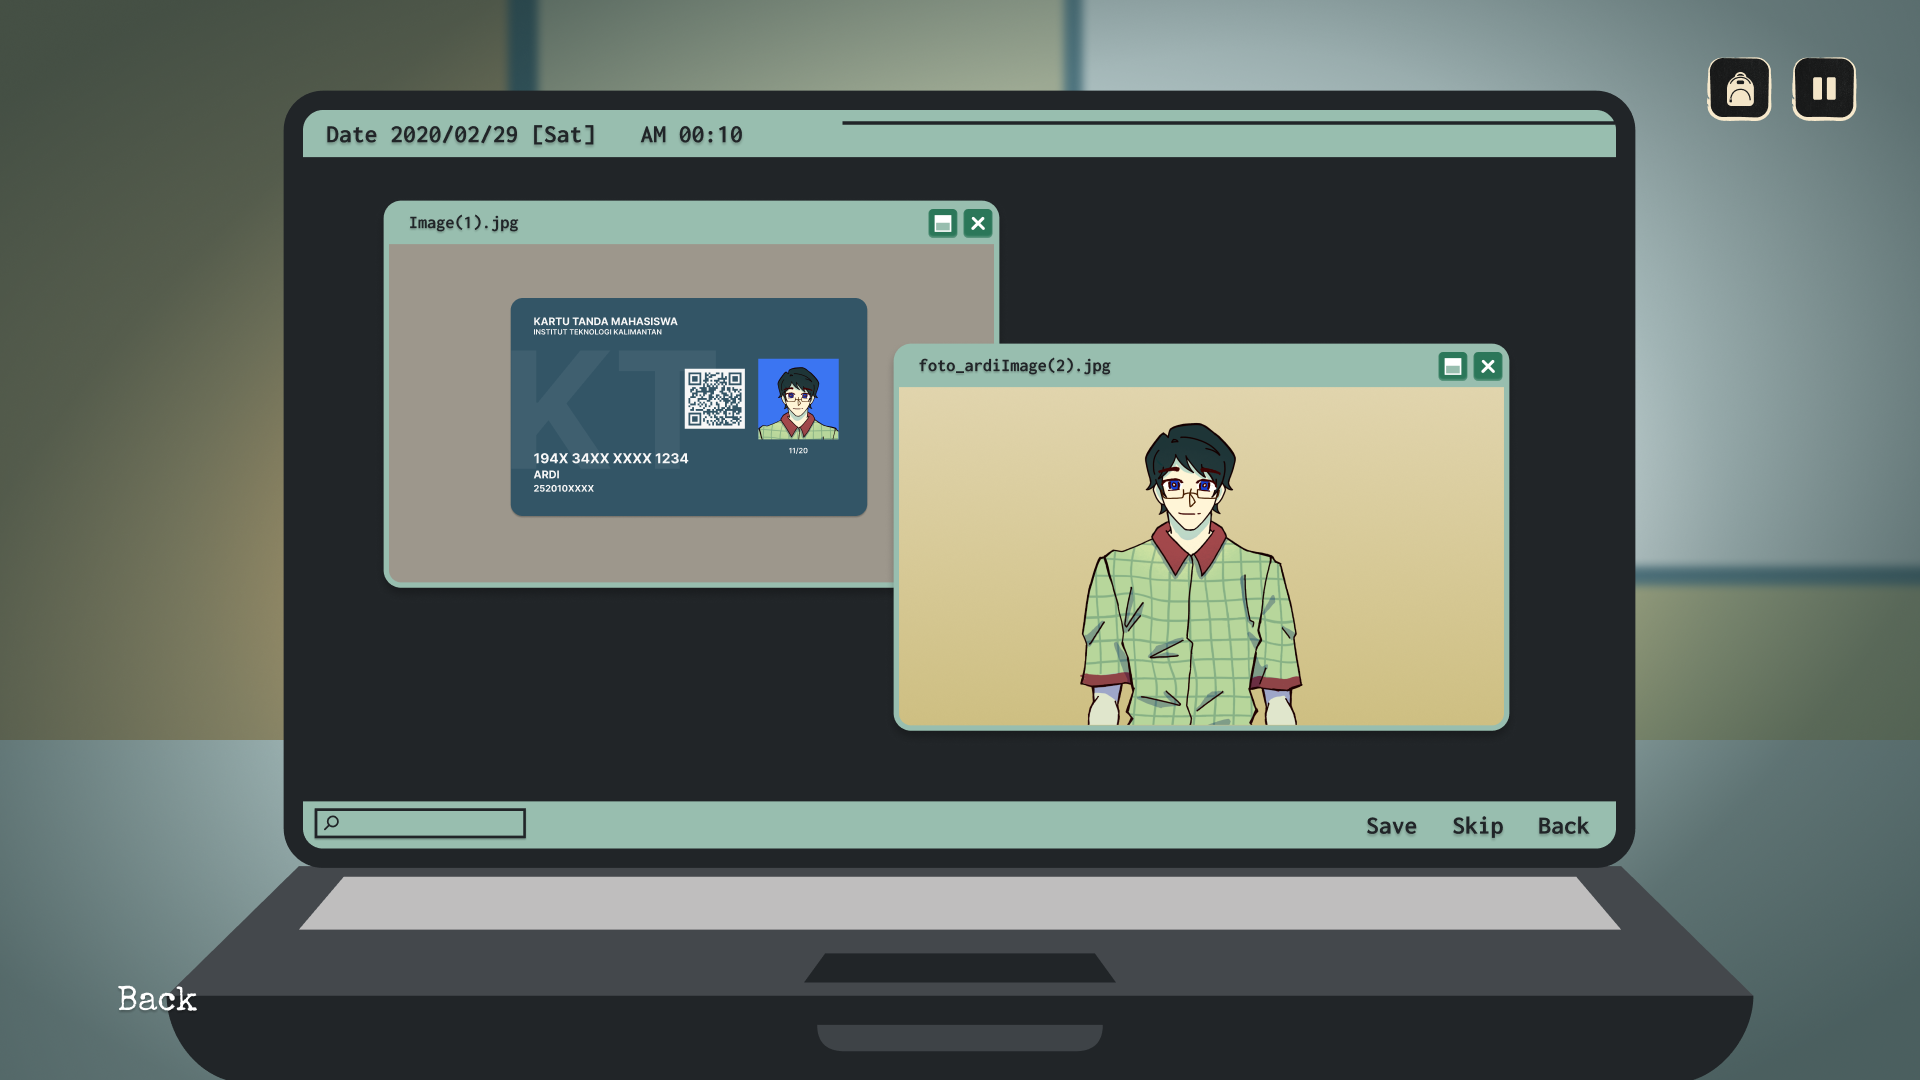 Date 2020/02/29 [Sat] AM 00:10
Image(1).jpg
KARTU TANDA MAHASISWA
INSTITUT TEKNOLOGI KALIMANTAN
KT
11/20
194X 34XX XXXX 1234
ARDI
252010XXXX
foto_ardiImage(2).jpg
Save Skip Back
Back